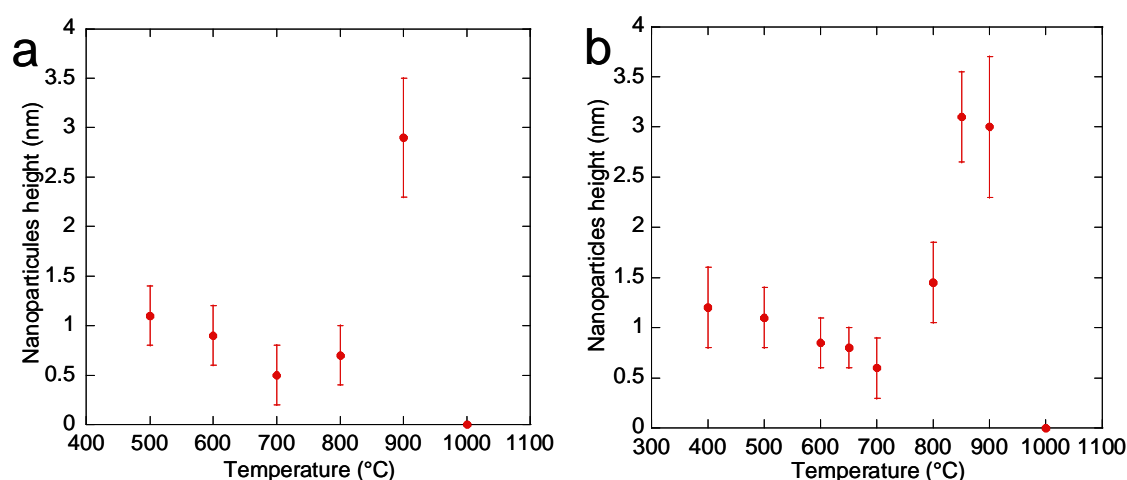 a
Nanoparticules height (nm)
4
3.5
3
2.5
2
1.5
1
0.5
0
400 500 600 700 800 900 1000 1100
Temperature (°C)
b
Nanoparticles height (nm)
4
3.5
3
2.5
2
1.5
1
0.5
0
300 400 500 600 700 800 900 1000 1100
Temperature (°C)